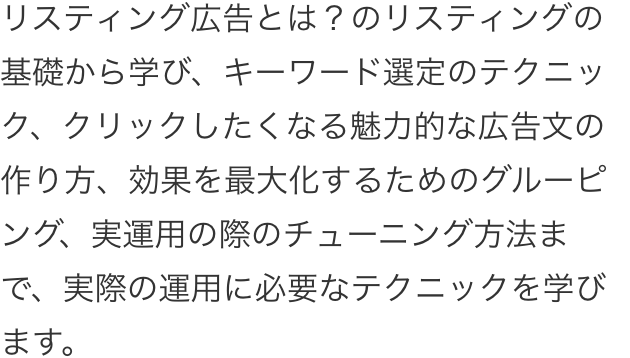 リスティング広告とは？のリスティングの
基礎から学び、キーワード選定のテクニッ
ク、クリックしたくなる魅力的な広告文の
作り方、効果を最大化するためのグルーピ
ング、実運用の際のチューニング方法ま
で、実際の運用に必要なテクニックを学び
ます。